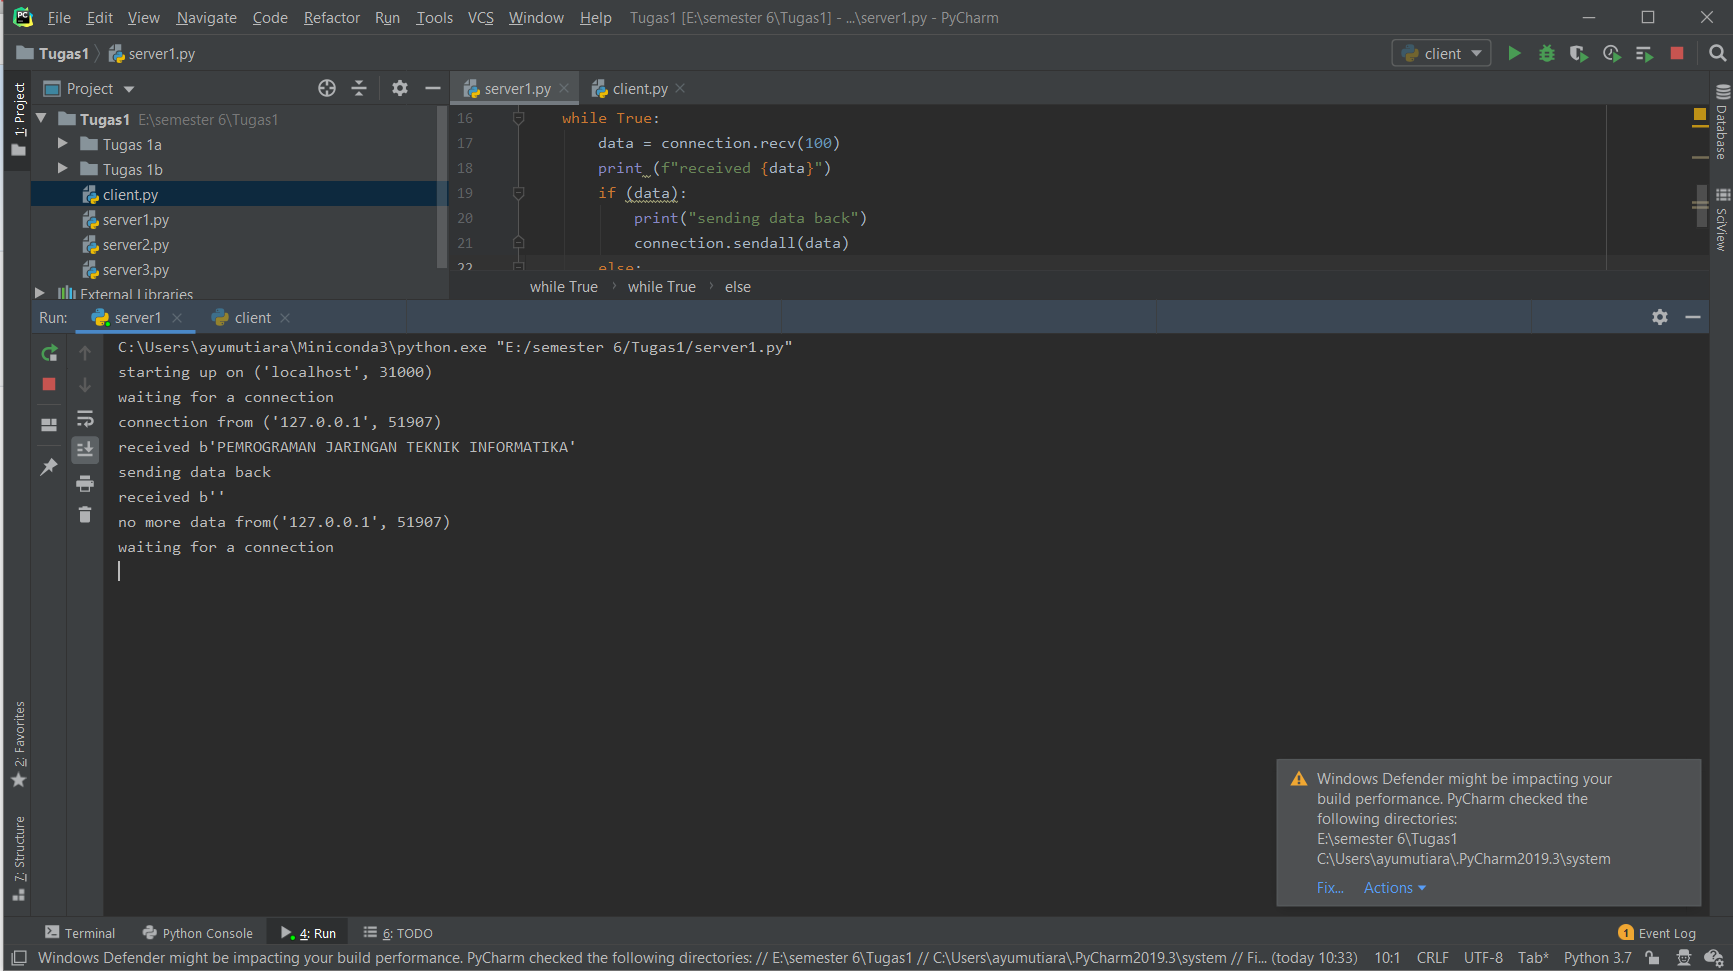 File Edit View Navigate Code Refactor Run Tools VCS Window Help Tugas1 [E:\semester 6\Tugas1] - ...\server1.py - PyCharm
Tugas1 server1.py client
1: Project
Project
server1.py client.py
Tugas1 E:\semester 6\Tugas1
Tugas 1a
Tugas 1b
client.py
server1.py
server2.py
server3.py
External Libraries
16 while True:
17 data = connection.recv(100)
18 print (f"received {data}")
19 if (data):
20 print("sending data back")
21 connection.sendall(data)
22 else:
while True while True else
Database
SciView
Run: server1 client
C:\Users\ayumutiara\Miniconda3\python.exe "E:/semester 6/Tugas1/server1.py"
starting up on ('localhost', 31000)
waiting for a connection
connection from ('127.0.0.1', 51907)
received b'PEMROGRAMAN JARINGAN TEKNIK INFORMATIKA'
sending data back
received b''
no more data from('127.0.0.1', 51907)
waiting for a connection
2: Favorites
7: Structure
Windows Defender might be impacting your
build performance. PyCharm checked the
following directories:
E:\semester 6\Tugas1
C:\Users\ayumutiara\.PyCharm2019.3\system
Fix... Actions
Terminal Python Console 4: Run 6: TODO 1 Event Log
Windows Defender might be impacting your build performance. PyCharm checked the following directories: // E:\semester 6\Tugas1 // C:\Users\ayumutiara\.PyCharm2019.3\system // Fi... (today 10:33) 10:1 CRLF UTF-8 Tab* Python 3.7